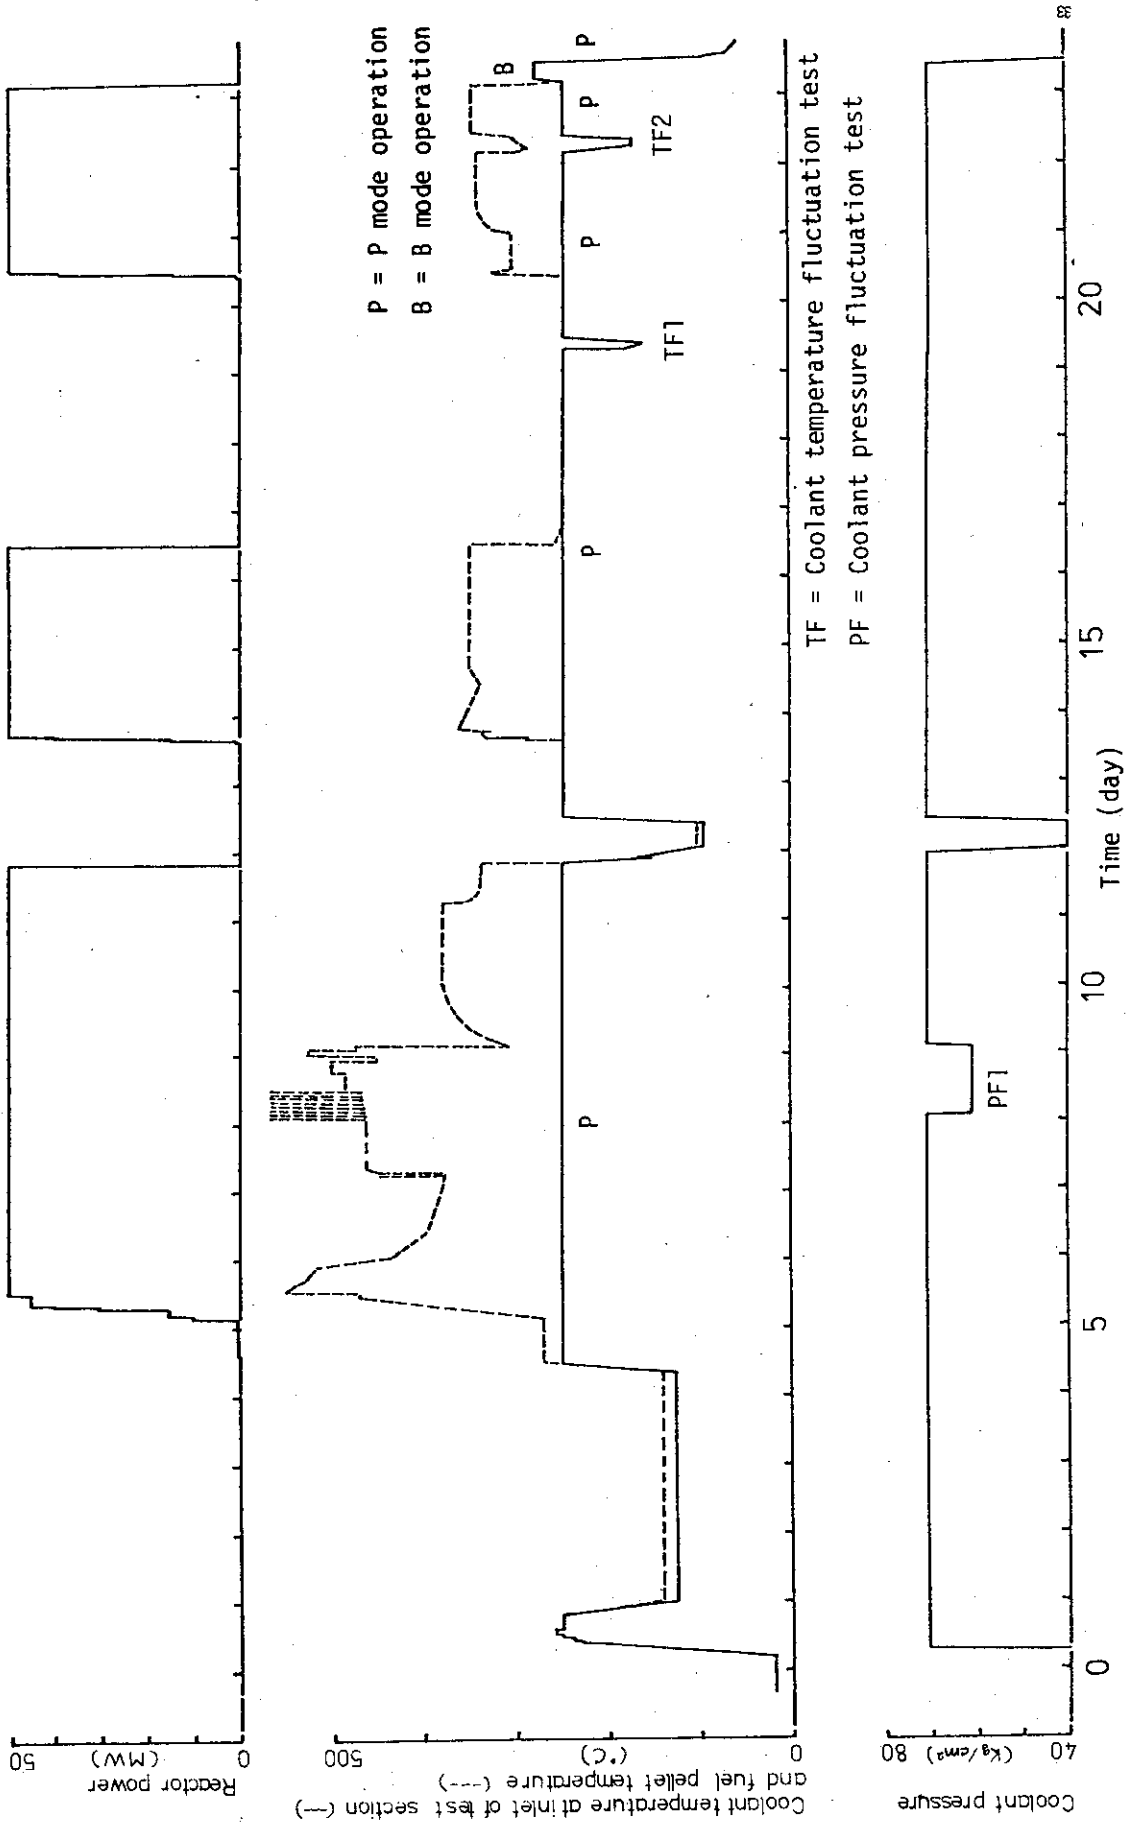 Reactor power
(MW)
50
0
P = P mode operation
B = B mode operation
Coolant temperature at inlet of test section (—)
and fuel pellet temperature (---)
(°C)
500
0
P
P
P
TF1
P
TF2
B
P
TF = Coolant temperature fluctuation test
PF = Coolant pressure fluctuation test
Coolant pressure
(Kg/cm²)
80
40
PF1
0
5
10
15
20
Time (day)